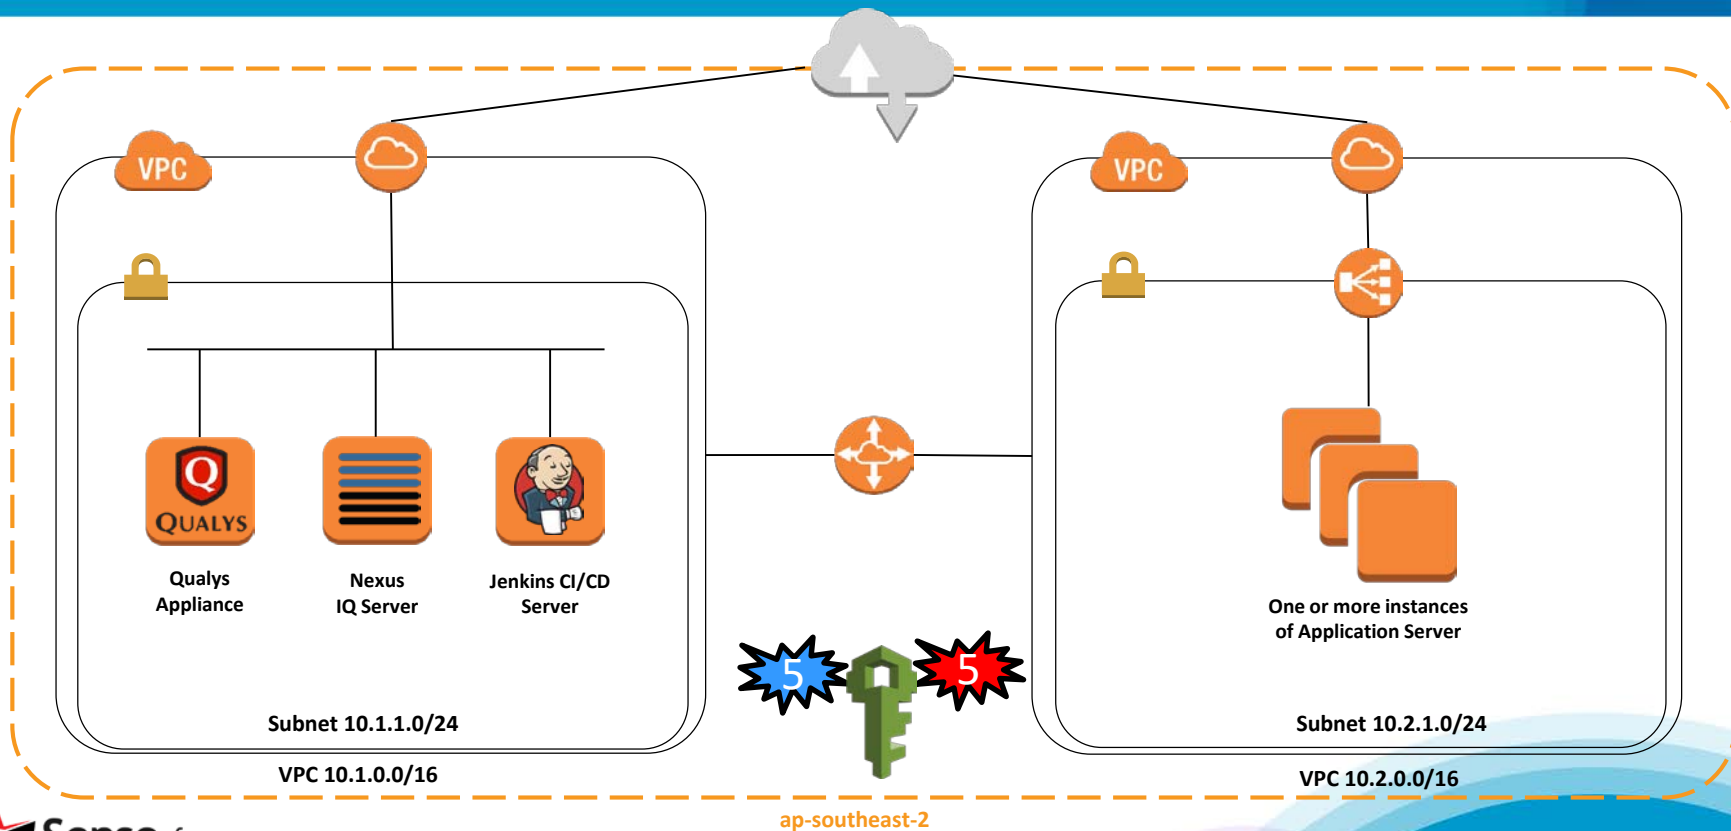 VPC
VPC
Q
QUALYS
Qualys
Appliance
Nexus
IQ Server
Jenkins CI/CD
Server
One or more instances
of Application Server
5
5
Subnet 10.1.1.0/24
Subnet 10.2.1.0/24
VPC 10.1.0.0/16
VPC 10.2.0.0/16
ap-southeast-2